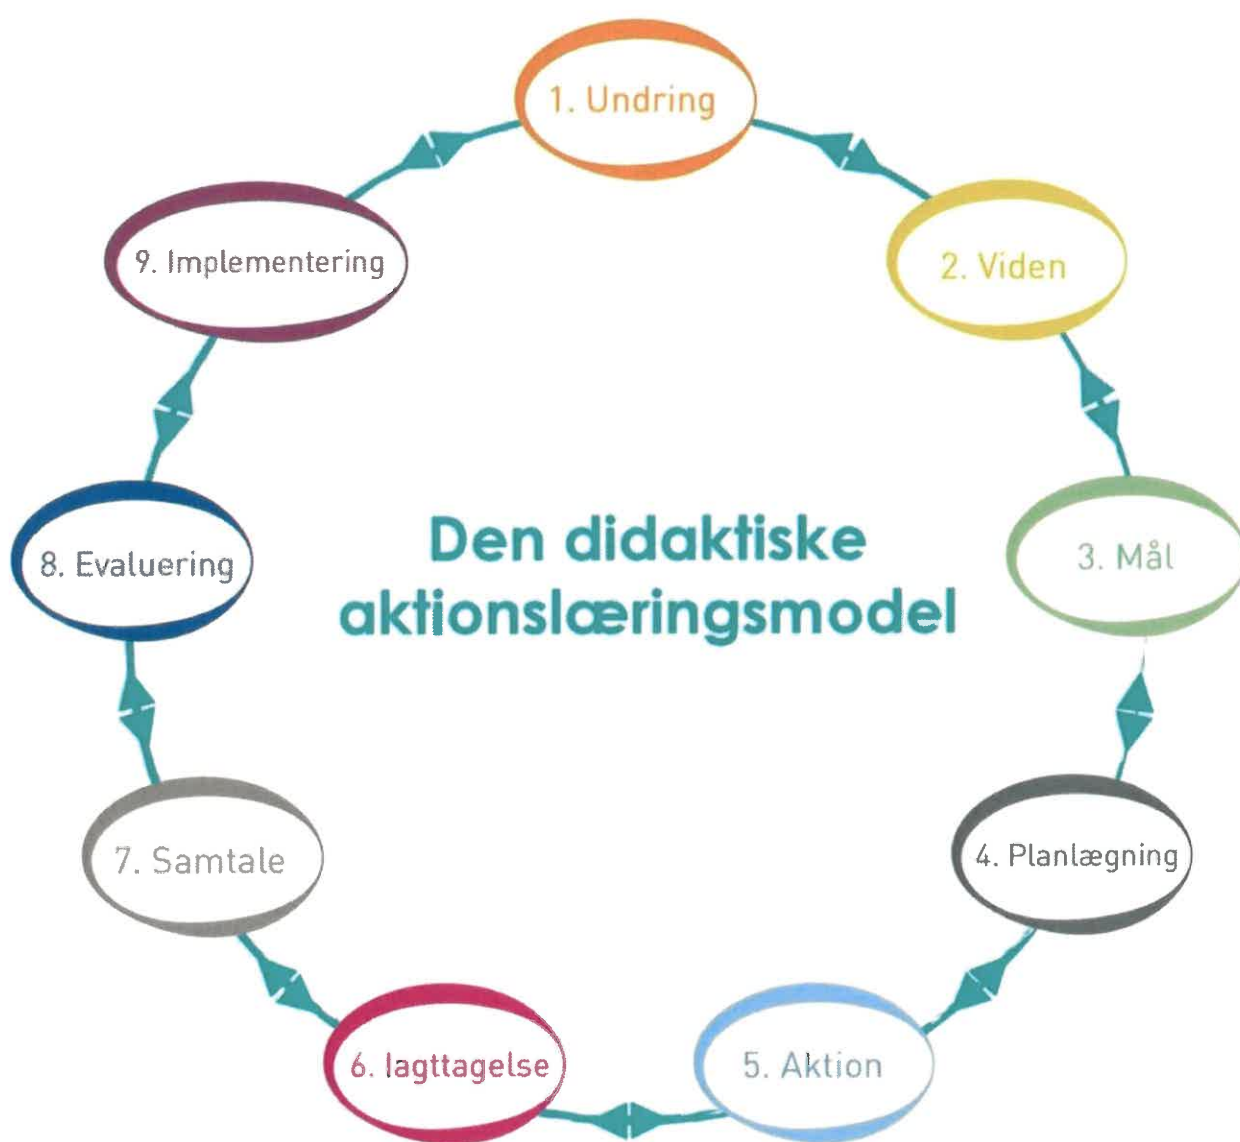 1. Undring
2. Viden
3. Mål
4. Planlægning
5. Aktion
6. Iagttagelse
7. Samtale
8. Evaluering
9. Implementering
Den didaktiske
aktionslæringsmodel